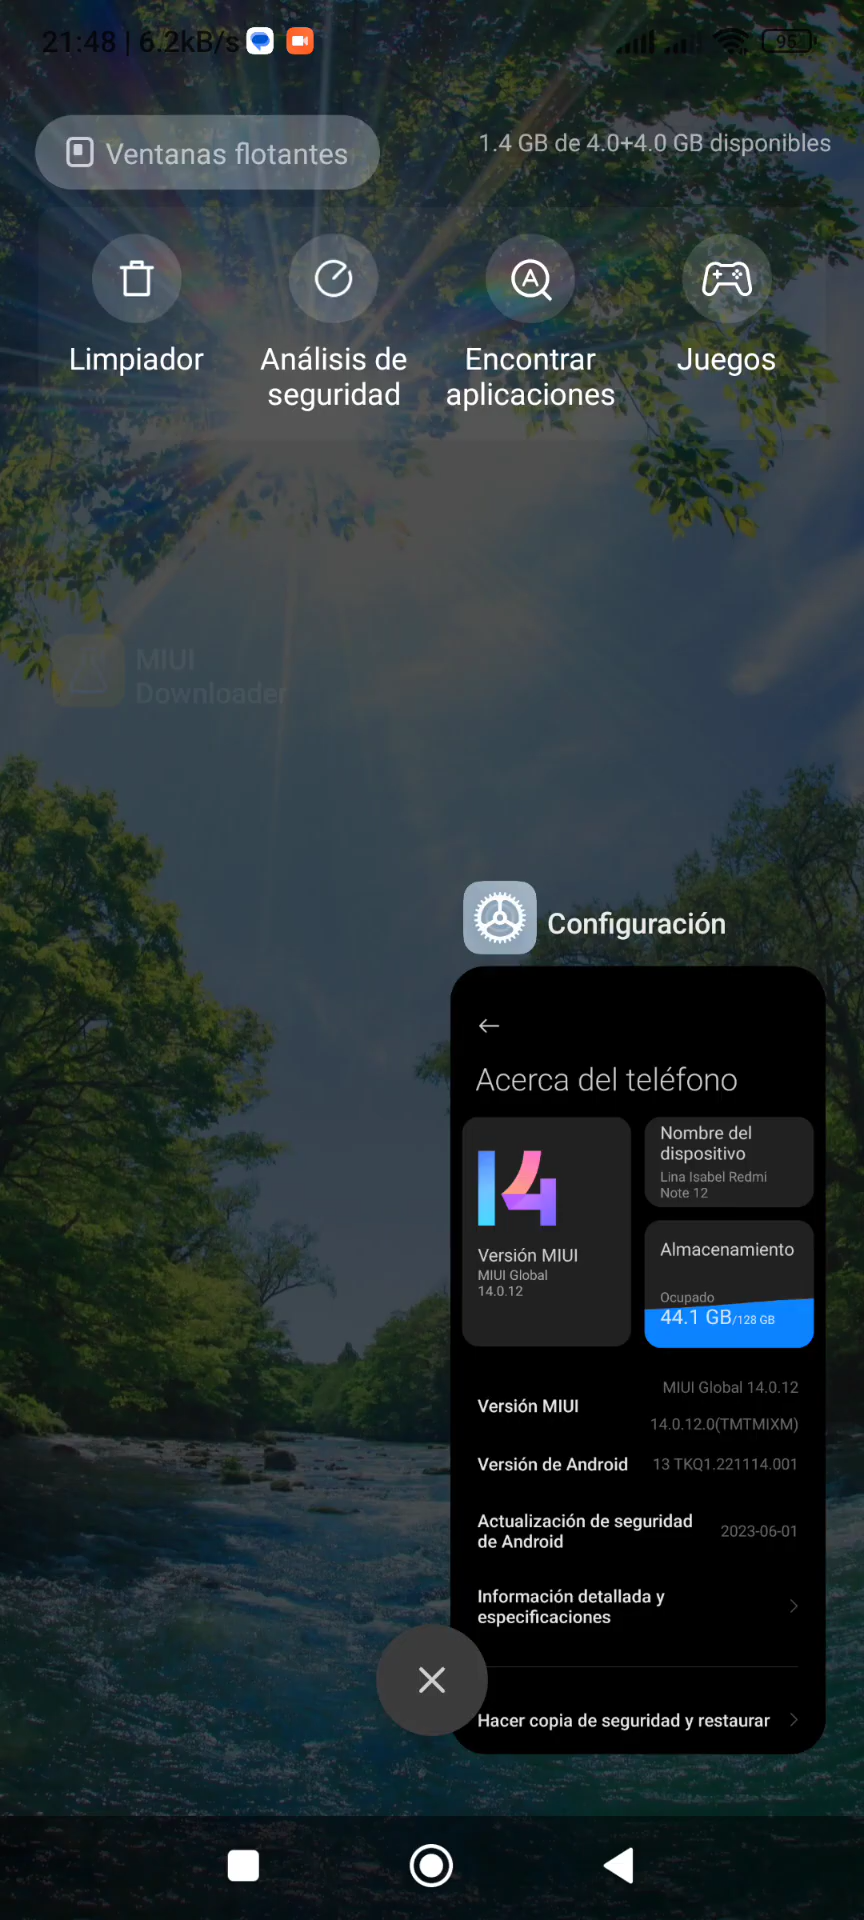 21:48 | 6.2kB/s
95
Ventanas flotantes
1.4 GB de 4.0+4.0 GB disponibles
Limpiador
Análisis de
seguridad
Encontrar
aplicaciones
Juegos
MIUI
Downloader
Configuración
Acerca del teléfono
14
Versión MIUI
MIUI Global
14.0.12
Nombre del
dispositivo
Lina Isabel Redmi
Note 12
Almacenamiento
Ocupado
44.1 GB/128 GB
Versión MIUI
MIUI Global 14.0.12
14.0.12.0(TMTMIXM)
Versión de Android
13 TKQ1.221114.001
Actualización de seguridad
de Android
2023-06-01
Información detallada y
especificaciones
Hacer copia de seguridad y restaurar